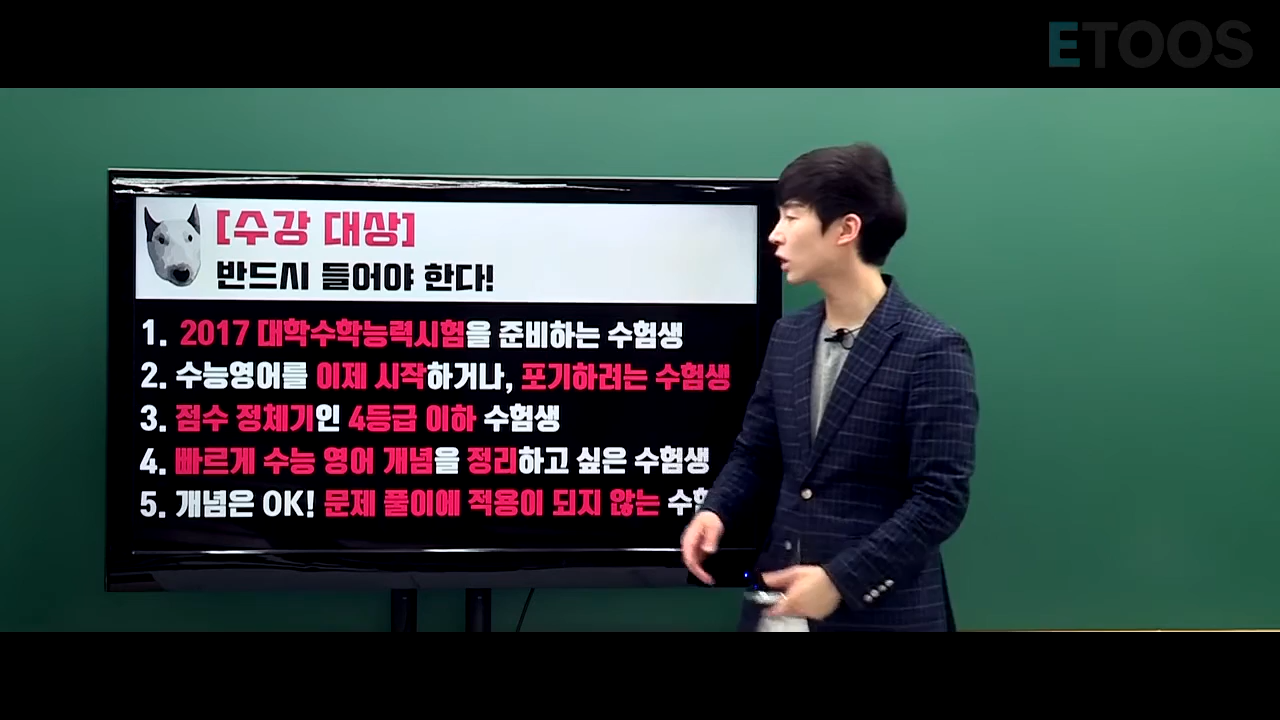 ETOOS
[수강 대상]
반드시 들어야 한다!
1. 2017 대학수학능력시험을 준비하는 수험생
2. 수능영어를 이제 시작하거나, 포기하려는 수험생
3. 점수 정체기인 4등급 이하 수험생
4. 빠르게 수능 영어 개념을 정리하고 싶은 수험생
5. 개념은 OK! 문제 풀이에 적용이 되지 않는